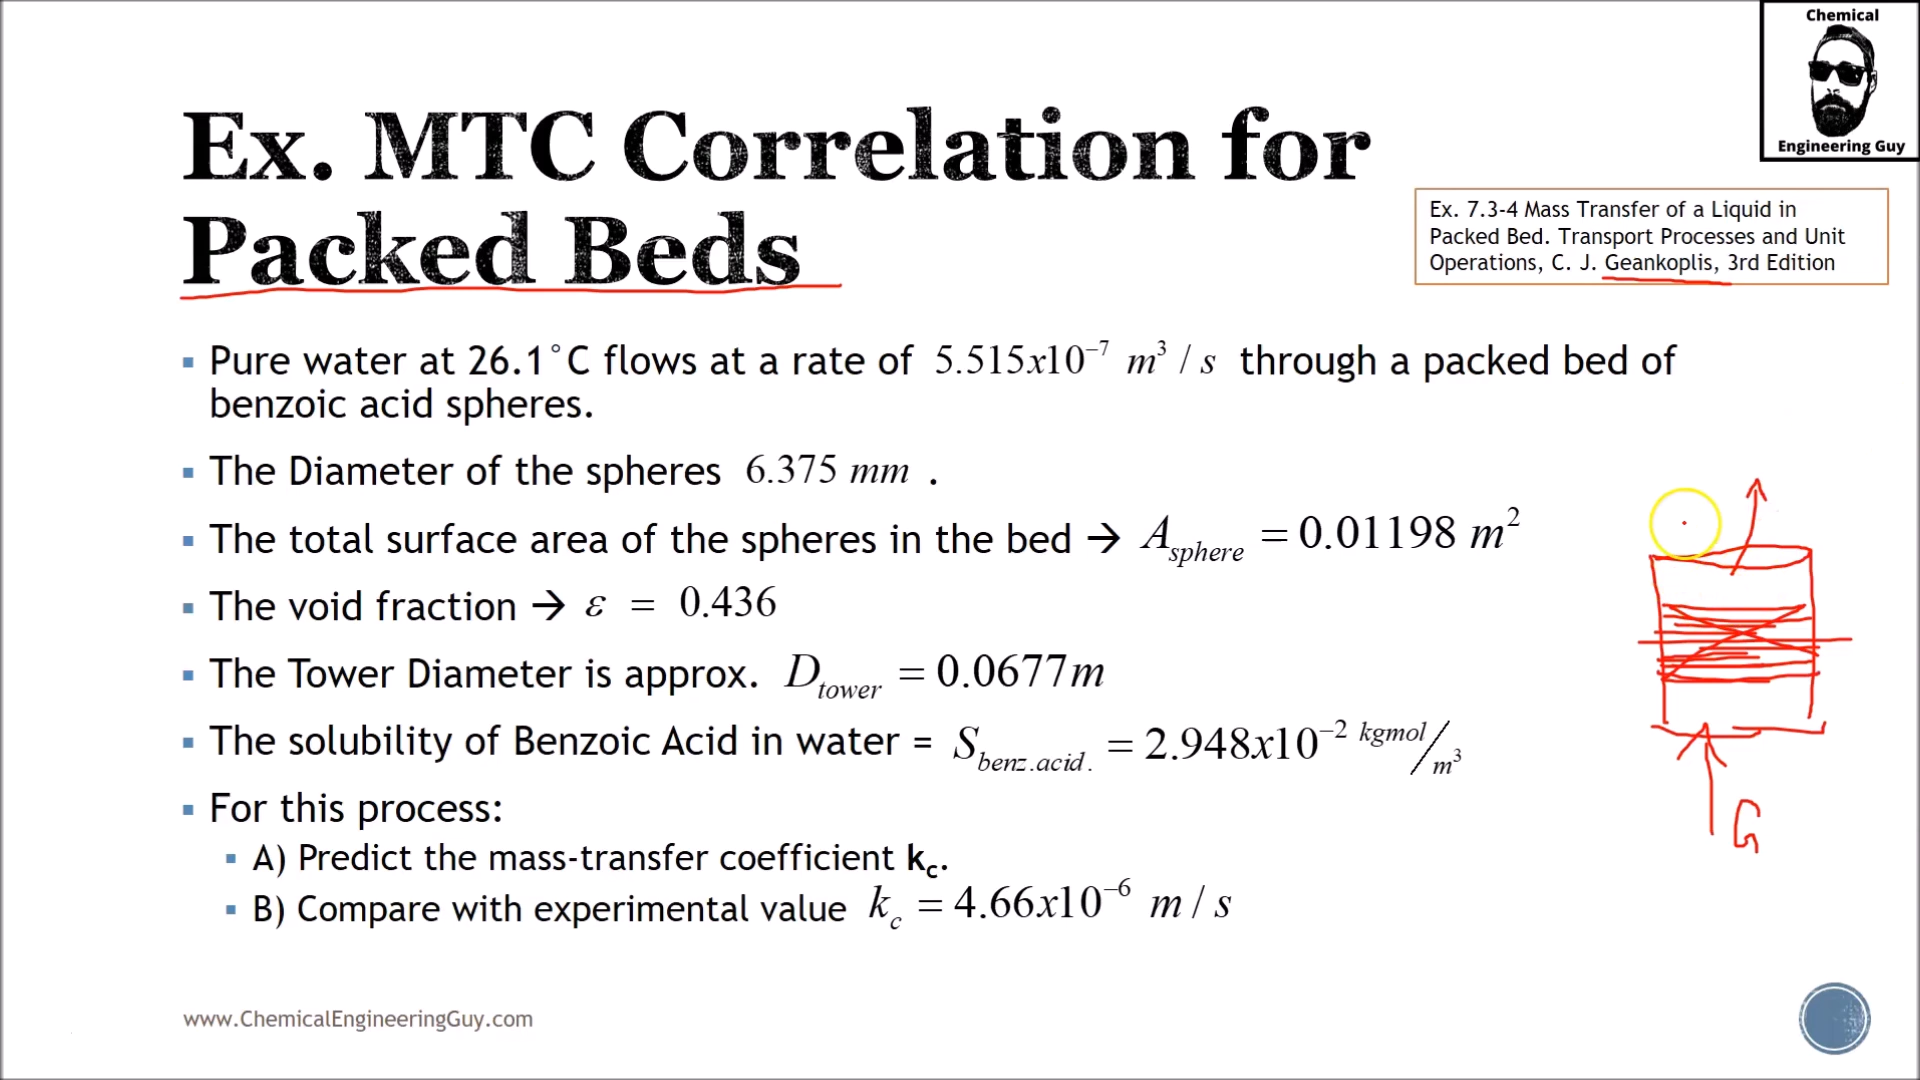 Chemical
Engineering Guy
Ex. MTC Correlation for
Packed Beds
Ex. 7.3-4 Mass Transfer of a Liquid in
Packed Bed. Transport Processes and Unit
Operations, C. J. Geankoplis, 3rd Edition
▪ Pure water at 26.1°C flows at a rate of 5.515x10⁻⁷ m³ / s through a packed bed of
benzoic acid spheres.
▪ The Diameter of the spheres 6.375 mm .
▪ The total surface area of the spheres in the bed → A_sphere = 0.01198 m²
▪ The void fraction → ε = 0.436
▪ The Tower Diameter is approx. D_tower = 0.0677m
▪ The solubility of Benzoic Acid in water = S_benz.acid. = 2.948x10⁻² kgmol/m³
▪ For this process:
▪ A) Predict the mass-transfer coefficient k_c.
▪ B) Compare with experimental value k_c = 4.66x10⁻⁶ m / s
G
www.ChemicalEngineeringGuy.com